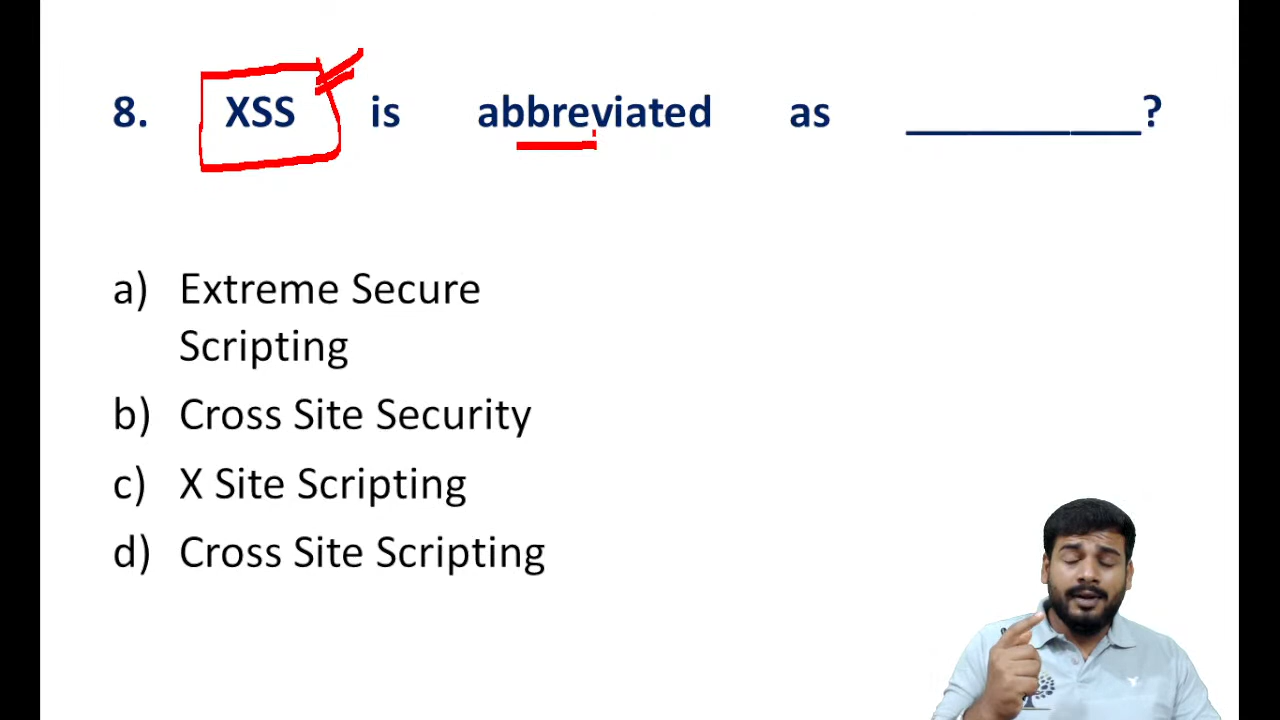 8. XSS is abbreviated as ___________?
a) Extreme Secure
Scripting
b) Cross Site Security
c) X Site Scripting
d) Cross Site Scripting